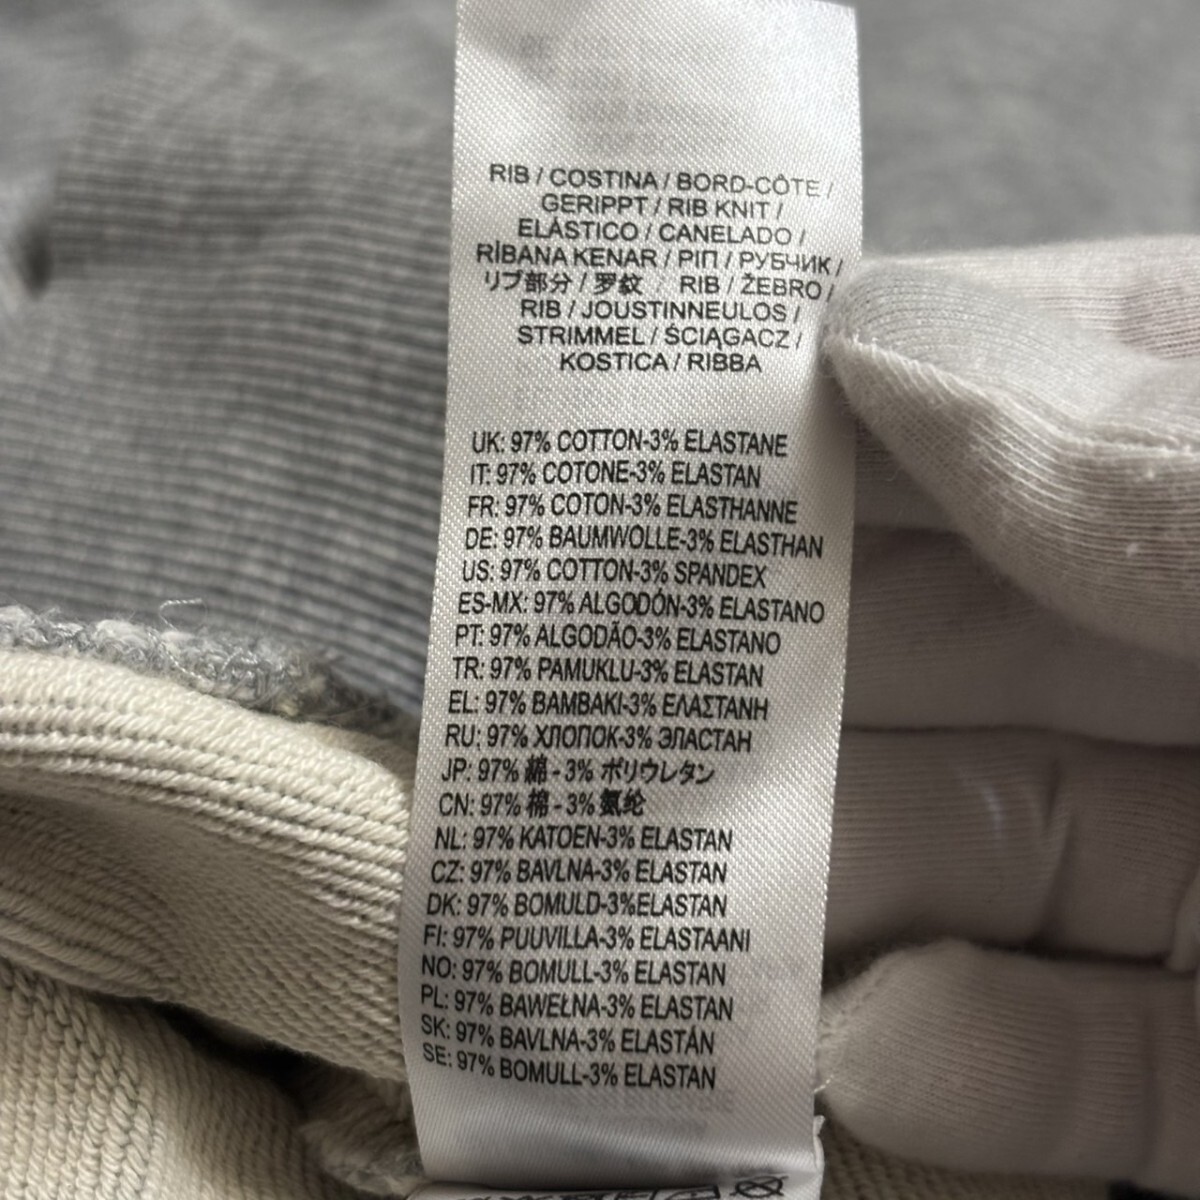 RIB / COSTINA / BORD-CÔTE /
GERIPPT / RIB KNIT /
ELÁSTICO / CANELADO /
RİBANA KENAR / ΡΙΠ / РУБЧИК /
リブ部分 / 罗纹 / RIB / ŽEBRO /
RIB / JOUSTINNEULOS /
STRIMMEL / ŚCIĄGACZ /
KOSTICA / RIBBA
UK: 97% COTTON-3% ELASTANE
IT: 97% COTONE-3% ELASTAN
FR: 97% COTON-3% ELASTHANNE
DE: 97% BAUMWOLLE-3% ELASTHAN
US: 97% COTTON-3% SPANDEX
ES-MX: 97% ALGODÓN-3% ELASTANO
PT: 97% ALGODÃO-3% ELASTANO
TR: 97% PAMUKLU-3% ELASTAN
EL: 97% ΒΑΜΒΑΚΙ-3% ΕΛΑΣΤΑΝΗ
RU: 97% ХЛОПОК-3% ЭЛАСТАН
JP: 97% 綿 - 3% ポリウレタン
CN: 97% 棉 - 3% 氨纶
NL: 97% KATOEN-3% ELASTAN
CZ: 97% BAVLNA-3% ELASTAN
DK: 97% BOMULD-3%ELASTAN
FI: 97% PUUVILLA-3% ELASTAANI
NO: 97% BOMULL-3% ELASTAN
PL: 97% BAWEŁNA-3% ELASTAN
SK: 97% BAVLNA-3% ELASTÁN
SE: 97% BOMULL-3% ELASTAN